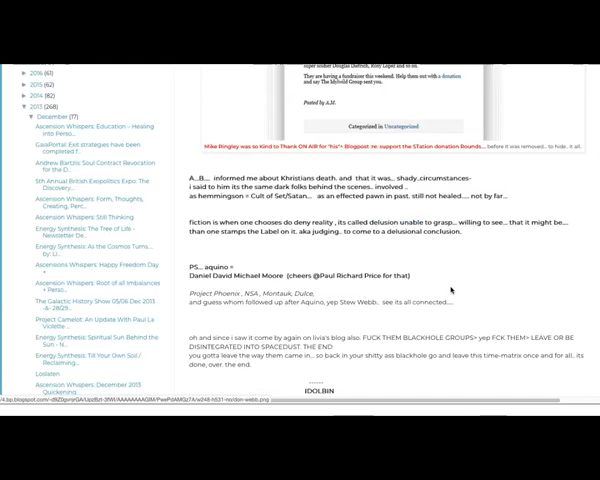 2016 (61)
2015 (62)
2014 (82)
2013 (268)
December (17)
Ascension Whispers: Education ~ Healing
into Perso...
GaiaPortal: Exit strategies have been
completed f...
Andrew Bartzis: Soul Contract Revocation
for the D...
5th Annual British Exopolitics Expo: The
Discovery...
Ascension Whispers: Form, Thoughts,
Creating, Perc...
Ascension Whispers: Still Thinking
Energy Synthesis: The Tree of Life ~
Newsletter De...
Energy Synthesis: As the Cosmos Turns....
by: Li...
Ascensions Whispers: Happy Freedom Day
+
Ascension Whispers: Root of all Imbalances
+ Perso...
The Galactic History Show 05/06 Dec 2013
-&- 28/29...
Project Camelot: An Update With Paul La
Violette ...
Energy Synthesis: Spiritual Sun Behind the
Sun ~ N...
Energy Synthesis: Till Your Own Soil /
Reclaiming...
Loslaten
Ascension Whispers: December 2013
Quickening
super soldier Douglas Dietrich, Rosy Lopez and so on.
They are having a fundraiser this weekend. Help them out with a donation
and say The Idylwild Group sent you.
Posted by A.M.
Categorized in Uncategorized
Mike Ringley was so Kind to Thank ON AIR for "his"> Blogpost :re: support the STation donation Rounds.... before it was removed... to hide.. it all.
A...B..... informed me about Khristians death. and that it was.. shady..circumstances-
i said to him its the same dark folks behind the scenes.. involved ..
as hemmingson = Cult of Set/Satan... as an effected pawn in past. still not healed..... not by far...
fiction is when one chooses do deny reality , its called delusion unable to grasp... willing to see... that it might be....
than one stamps the Label on it. aka judging.. to come to a delusional conclusion.
PS... aquino =
Daniel David Michael Moore (cheers @Paul Richard Price for that)
Project Phoenix , NSA , Montauk, Dulce,
and guess whom followed up after Aquino, yep Stew Webb.. see its all connected.....
oh and since i saw it come by again on livia's blog also. FUCK THEM BLACKHOLE GROUPS> yep FCK THEM> LEAVE OR BE
DISINTEGRATED INTO SPACEDUST. THE END
you gotta leave the way them came in... so back in your shitty ass blackhole go and leave this time-matrix once and for all.. its
done, over. the end.
------
IDOLBIN